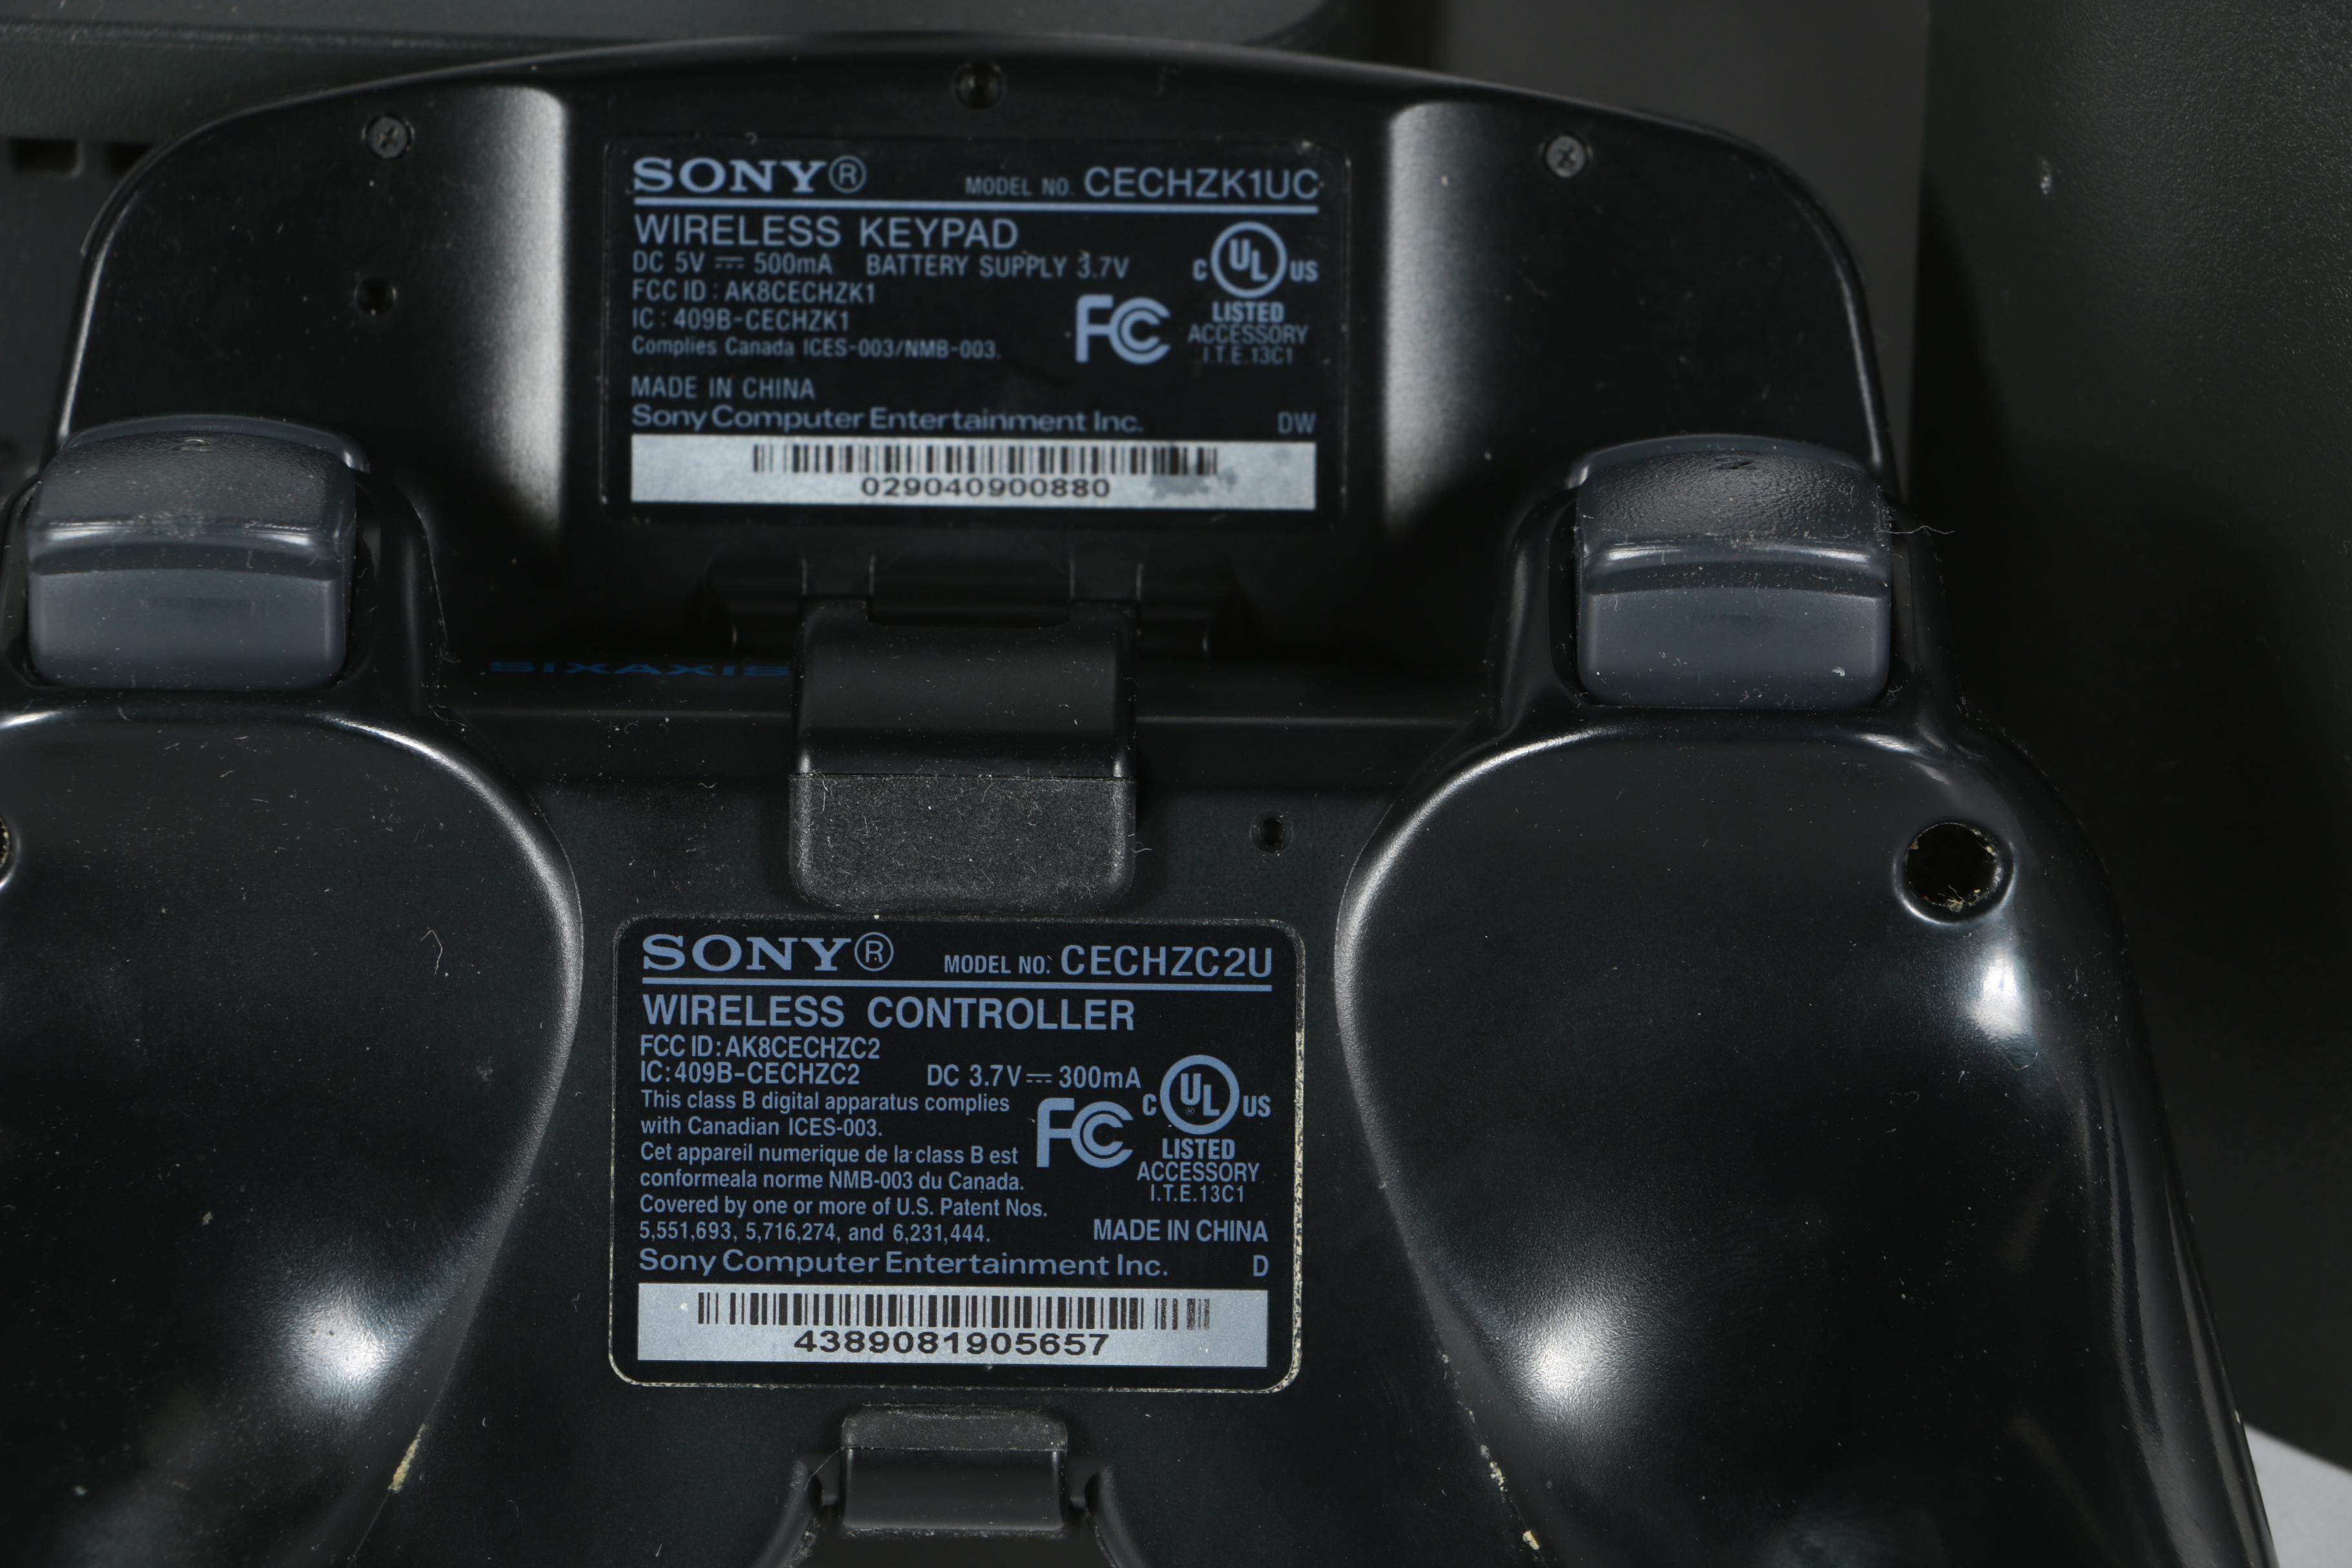 SONY® MODEL NO. CECHZK1UC
WIRELESS KEYPAD
DC 5V ⎓ 500mA BATTERY SUPPLY 3.7V
FCC ID : AK8CECHZK1
IC : 409B-CECHZK1
Complies Canada ICES-003/NMB-003.
FC
C UL US
LISTED
ACCESSORY
I.T.E.13C1
MADE IN CHINA
Sony Computer Entertainment Inc. DW
029040900880
SIXAXIS
SONY® MODEL NO. CECHZC2U
WIRELESS CONTROLLER
FCC ID: AK8CECHZC2
IC: 409B-CECHZC2 DC 3.7V ⎓ 300mA
This class B digital apparatus complies
with Canadian ICES-003.
Cet appareil numerique de la class B est
conformeala norme NMB-003 du Canada.
FC
C UL US
LISTED
ACCESSORY
I.T.E.13C1
Covered by one or more of U.S. Patent Nos.
5,551,693, 5,716,274, and 6,231,444. MADE IN CHINA
Sony Computer Entertainment Inc. D
4389081905657